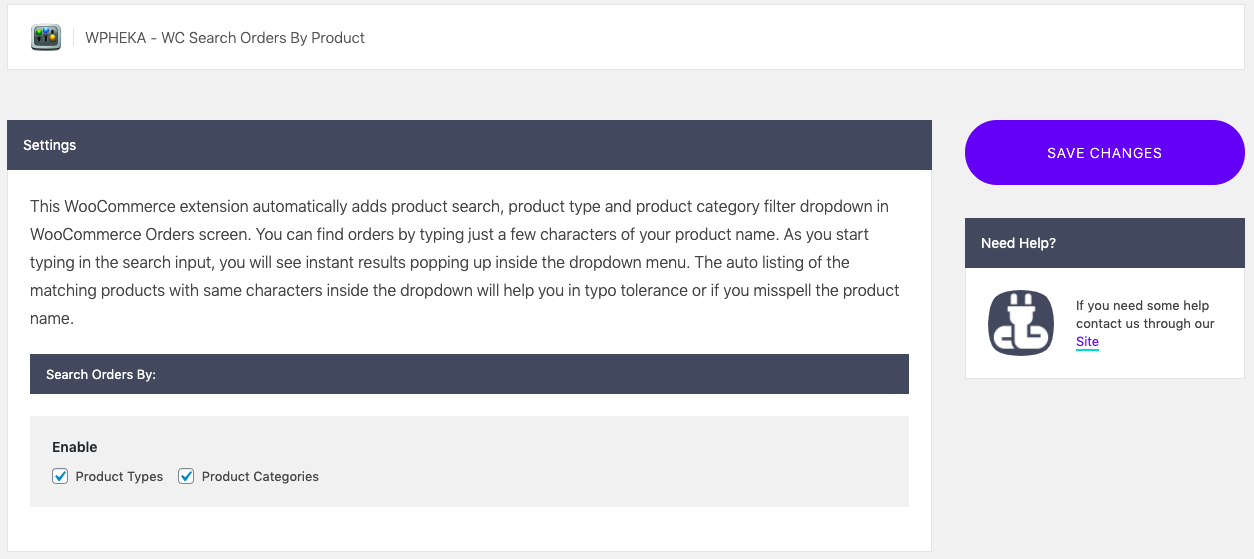 WPHEKA - WC Search Orders By Product
Settings
This WooCommerce extension automatically adds product search, product type and product category filter dropdown in
WooCommerce Orders screen. You can find orders by typing just a few characters of your product name. As you start
typing in the search input, you will see instant results popping up inside the dropdown menu. The auto listing of the
matching products with same characters inside the dropdown will help you in typo tolerance or if you misspell the product
name.
Search Orders By:
Enable
Product Types
Product Categories
SAVE CHANGES
Need Help?
If you need some help
contact us through our
Site